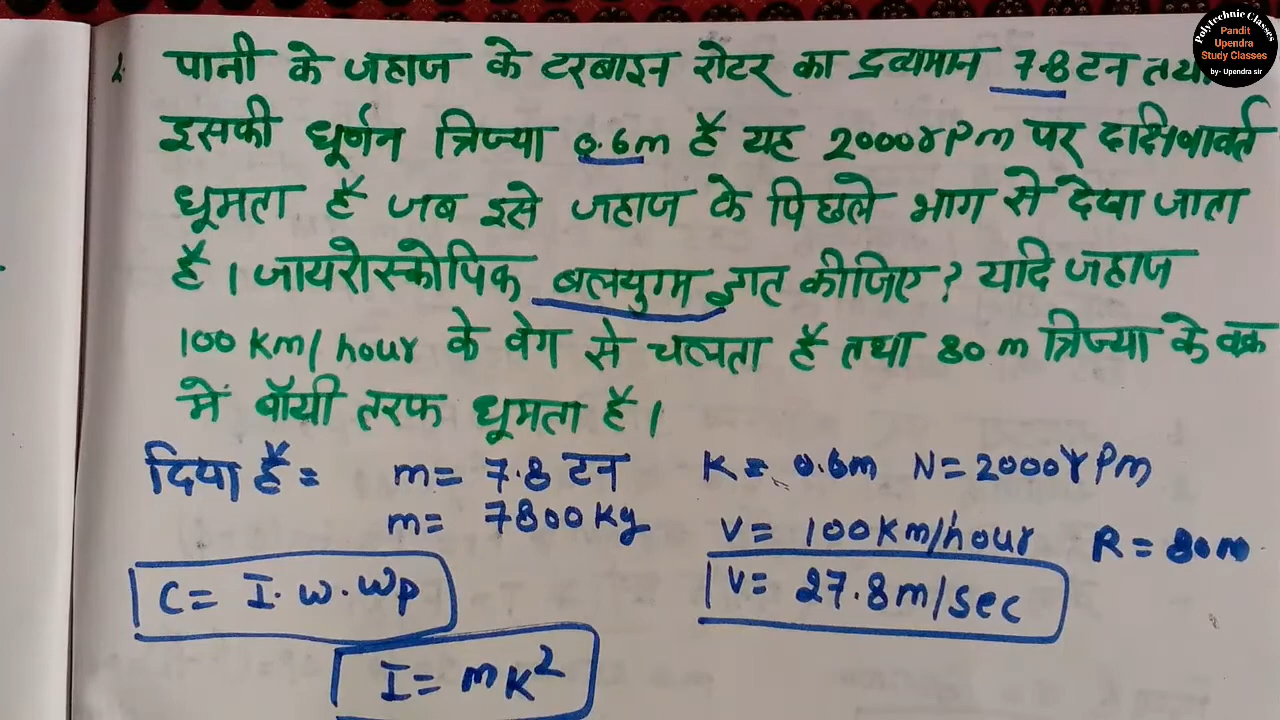 Polytechnic Classes
Pandit
Upendra
Study Classes
by- Upendra sir
पानी के जहाज के टरबाइन रोटर का द्रव्यमान 7.8 टन तथा
इसकी घूर्णन त्रिज्या 0.6m है यह 2000 rpm पर दाक्षिणावर्त
घूमता है जब इसे जहाज के पिछले भाग से देखा जाता
है। जायरोस्कोपिक बलयुग्म ज्ञात कीजिए? यदि जहाज
100 Km/hour के वेग से चलता है तथा 80 m त्रिज्या के वक्र
में बॉयी तरफ घूमता है।
दिया है = m= 7.8 टन K= 0.6m N= 2000 rpm
m= 7800 Kg V= 100 Km/hour R= 80m
C= I.ω.ωp V= 27.8 m/sec
I= mK²